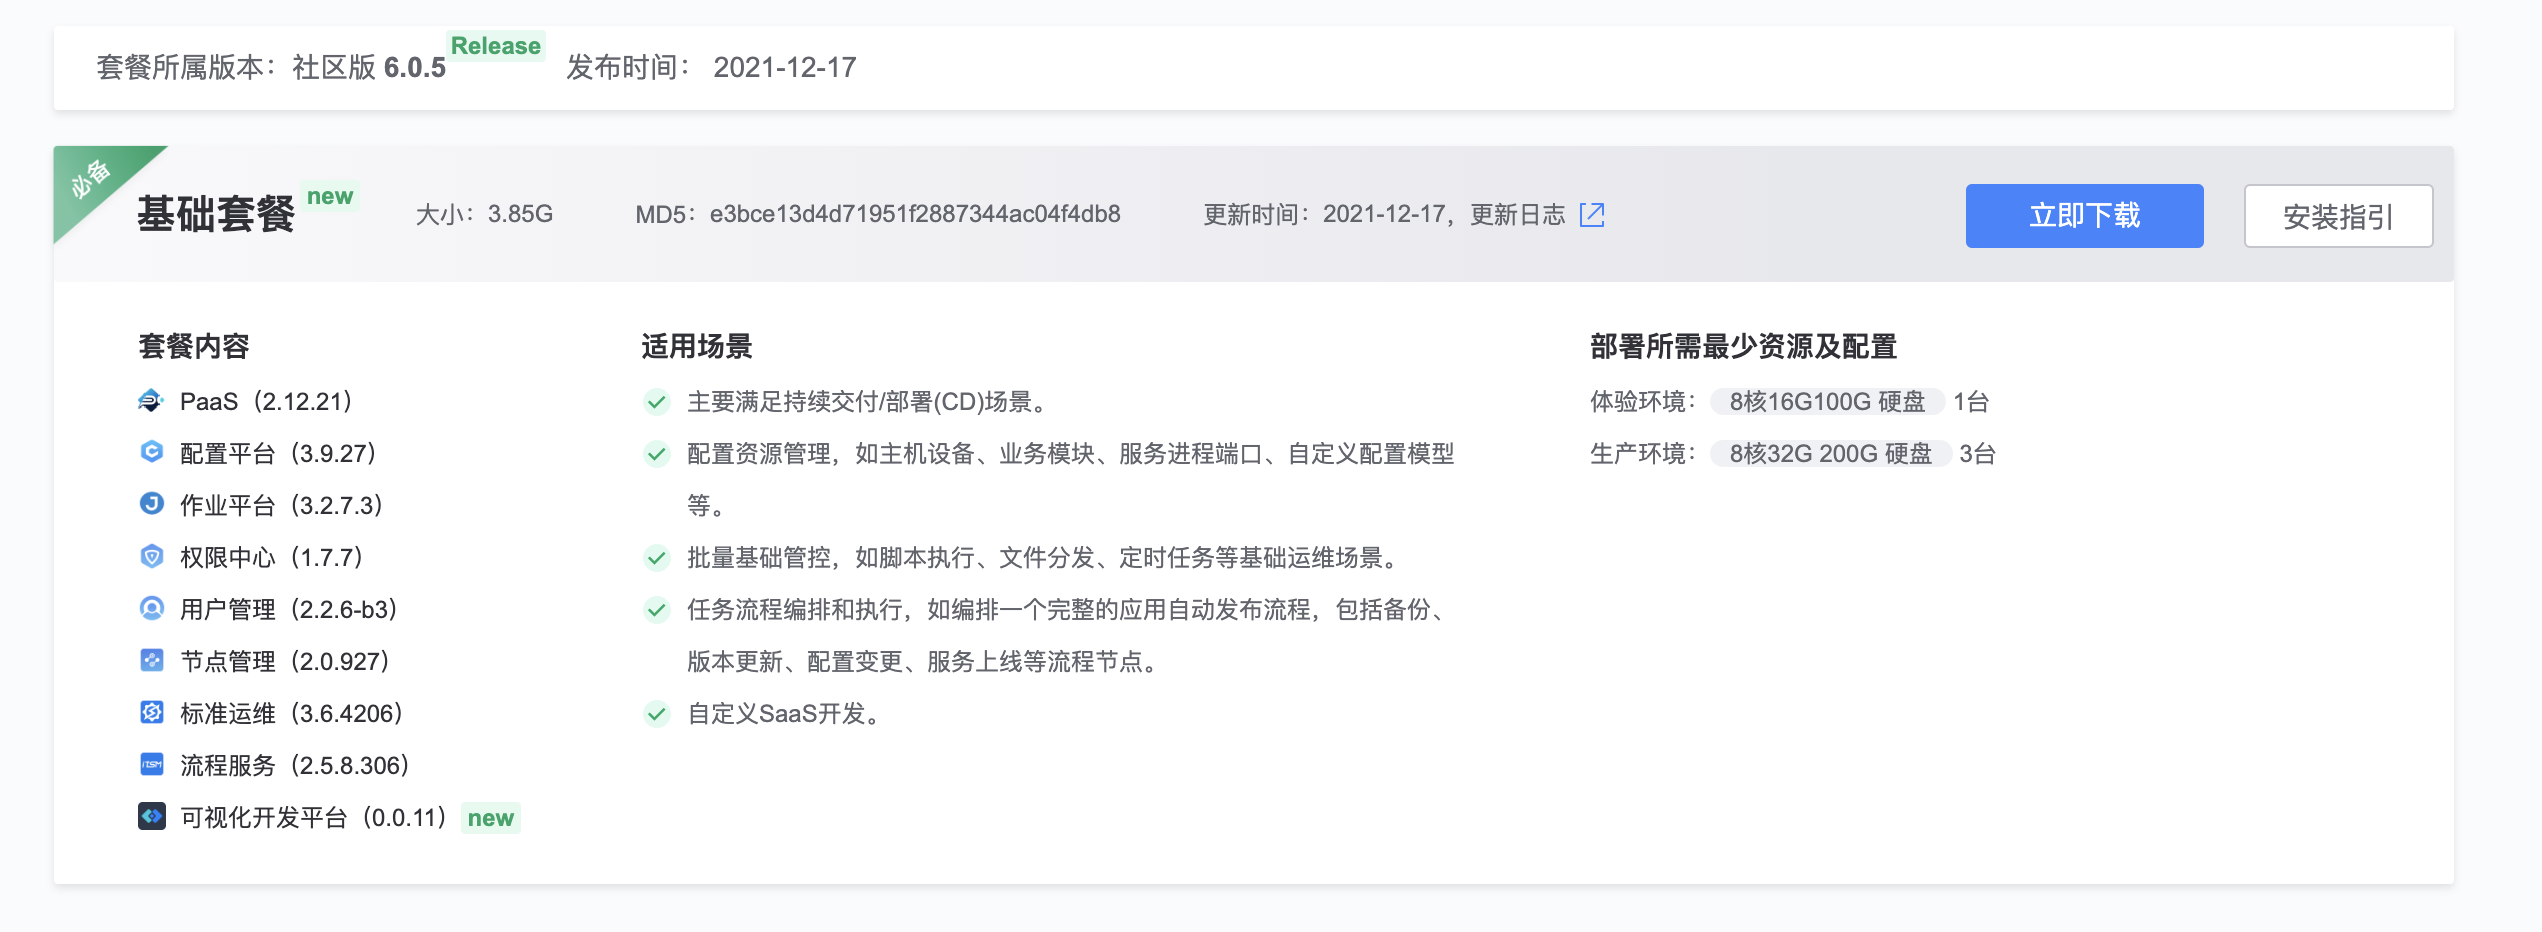 套餐所属版本：社区版 6.0.5 Release 发布时间： 2021-12-17
必备
基础套餐 new 大小：3.85G MD5：e3bce13d4d71951f2887344ac04f4db8 更新时间：2021-12-17，更新日志 立即下载 安装指引
套餐内容
PaaS（2.12.21）
配置平台（3.9.27）
作业平台（3.2.7.3）
权限中心（1.7.7）
用户管理（2.2.6-b3）
节点管理（2.0.927）
标准运维（3.6.4206）
ITSM 流程服务（2.5.8.306）
可视化开发平台（0.0.11） new
适用场景
主要满足持续交付/部署(CD)场景。
配置资源管理，如主机设备、业务模块、服务进程端口、自定义配置模型
等。
批量基础管控，如脚本执行、文件分发、定时任务等基础运维场景。
任务流程编排和执行，如编排一个完整的应用自动发布流程，包括备份、
版本更新、配置变更、服务上线等流程节点。
自定义SaaS开发。
部署所需最少资源及配置
体验环境： 8核16G100G 硬盘 1台
生产环境： 8核32G 200G 硬盘 3台